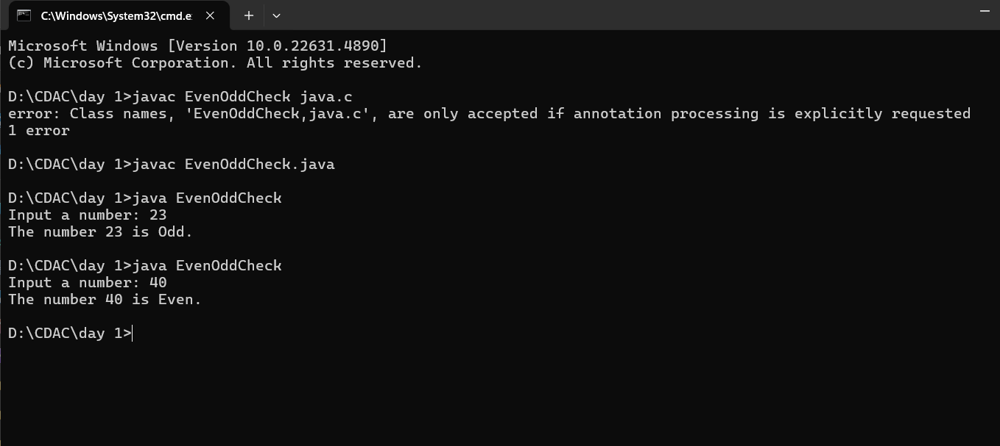 C:\Windows\System32\cmd.e
Microsoft Windows [Version 10.0.22631.4890]
(c) Microsoft Corporation. All rights reserved.
D:\CDAC\day 1>javac EvenOddCheck java.c
error: Class names, 'EvenOddCheck,java.c', are only accepted if annotation processing is explicitly requested
1 error
D:\CDAC\day 1>javac EvenOddCheck.java
D:\CDAC\day 1>java EvenOddCheck
Input a number: 23
The number 23 is Odd.
D:\CDAC\day 1>java EvenOddCheck
Input a number: 40
The number 40 is Even.
D:\CDAC\day 1>